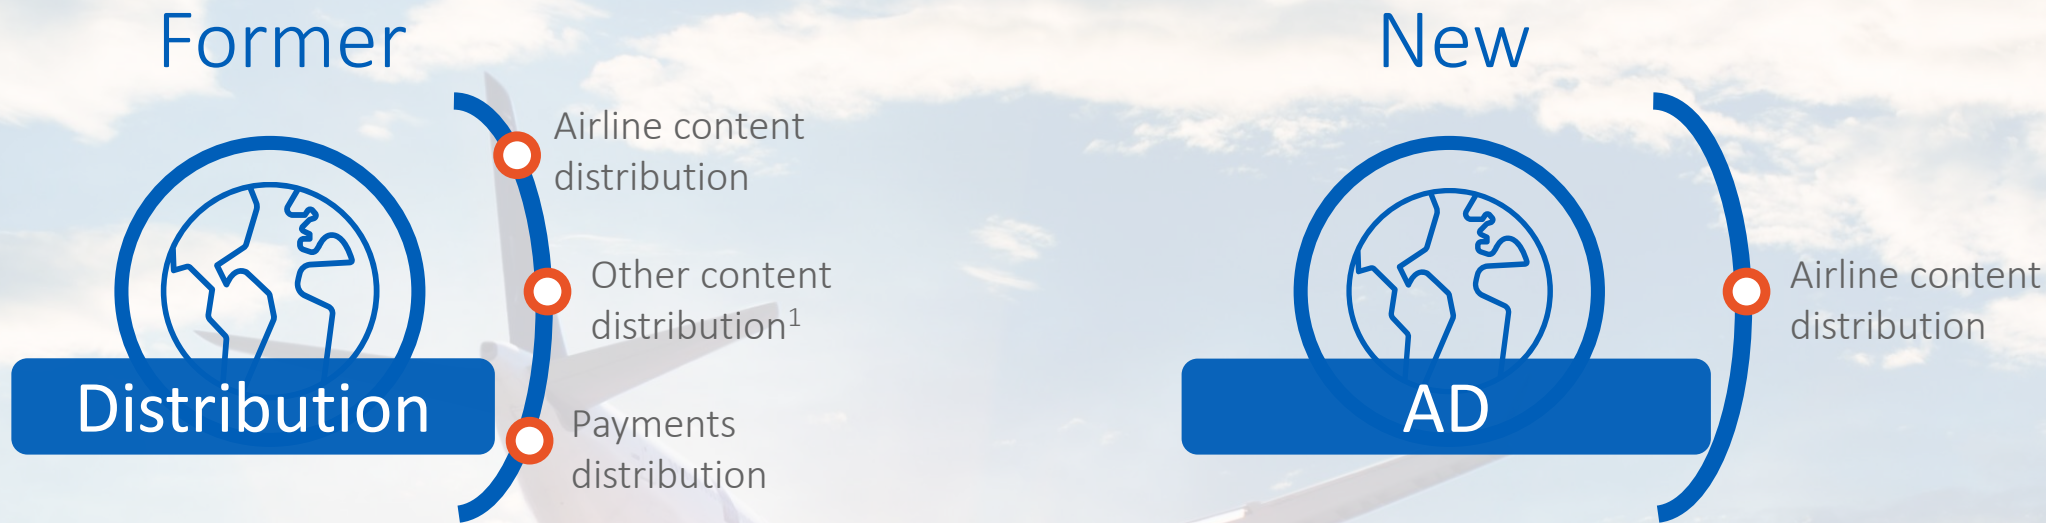 Former
Airline content
distribution
Other content
distribution1
Payments
distribution
Distribution
New
Airline content
distribution
AD